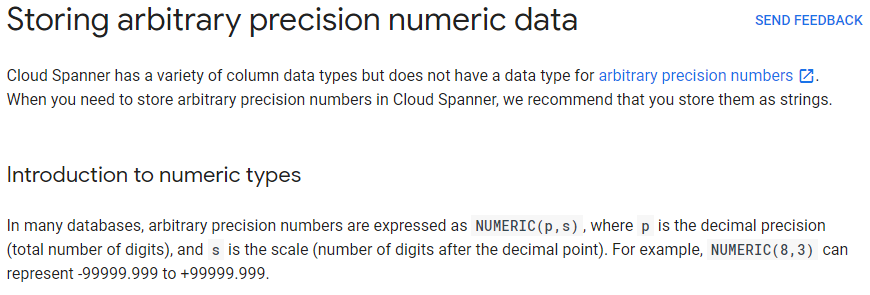 Storing arbitrary precision numeric data
SEND FEEDBACK
Cloud Spanner has a variety of column data types but does not have a data type for arbitrary precision numbers.
When you need to store arbitrary precision numbers in Cloud Spanner, we recommend that you store them as strings.
Introduction to numeric types
In many databases, arbitrary precision numbers are expressed as NUMERIC(p,s), where p is the decimal precision
(total number of digits), and s is the scale (number of digits after the decimal point). For example, NUMERIC(8,3) can
represent -99999.999 to +99999.999.